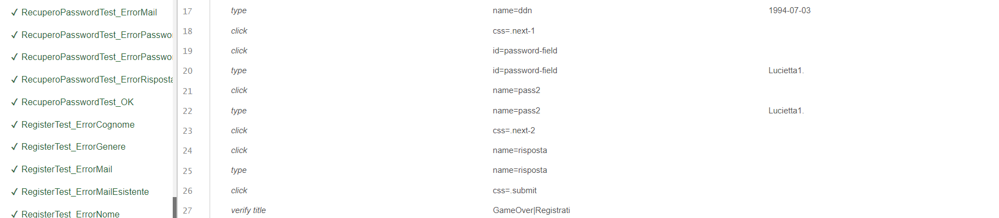 ✓ RecuperoPasswordTest_ErrorMail
✓ RecuperoPasswordTest_ErrorPasswo
✓ RecuperoPasswordTest_ErrorPasswo
✓ RecuperoPasswordTest_ErrorRisposta
✓ RecuperoPasswordTest_OK
✓ RegisterTest_ErrorCognome
✓ RegisterTest_ErrorGenere
✓ RegisterTest_ErrorMail
✓ RegisterTest_ErrorMailEsistente
✓ RegisterTest_ErrorNome
17 type name=ddn 1994-07-03
18 click css=.next-1
19 click id=password-field
20 type id=password-field Lucietta1.
21 click name=pass2
22 type name=pass2 Lucietta1.
23 click css=.next-2
24 click name=risposta
25 type name=risposta
26 click css=.submit
27 verify title GameOver|Registrati